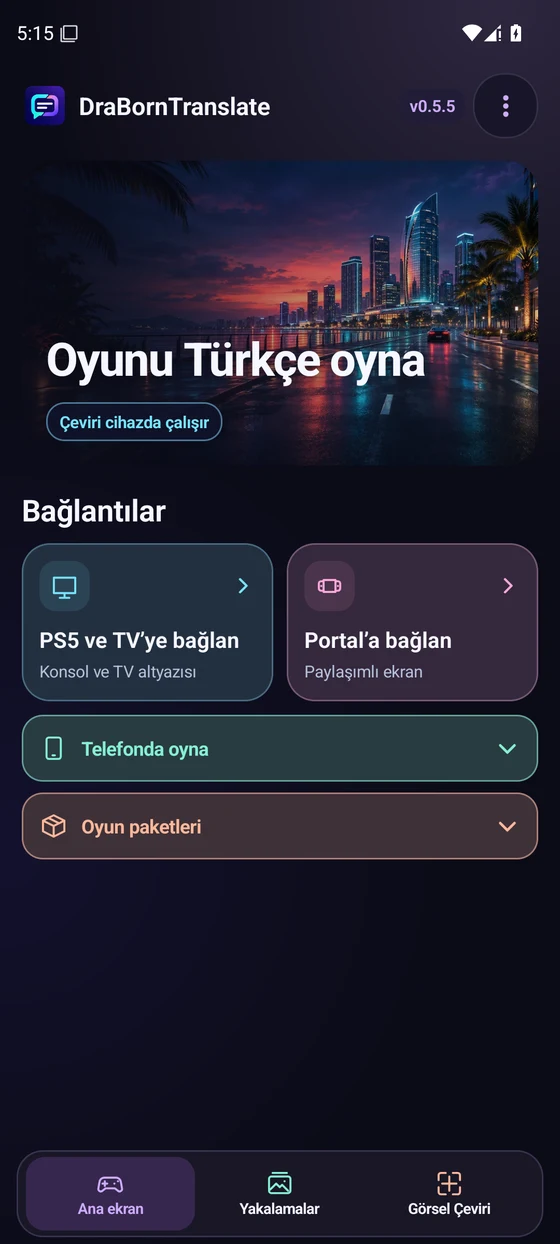 5:15
DraBornTranslate
v0.5.5
Oyunu Türkçe oyna
Çeviri cihazda çalışır
Bağlantılar
PS5 ve TV’ye bağlan
Konsol ve TV altyazısı
Portal’a bağlan
Paylaşımlı ekran
Telefonda oyna
Oyun paketleri
Ana ekran
Yakalamalar
Görsel Çeviri